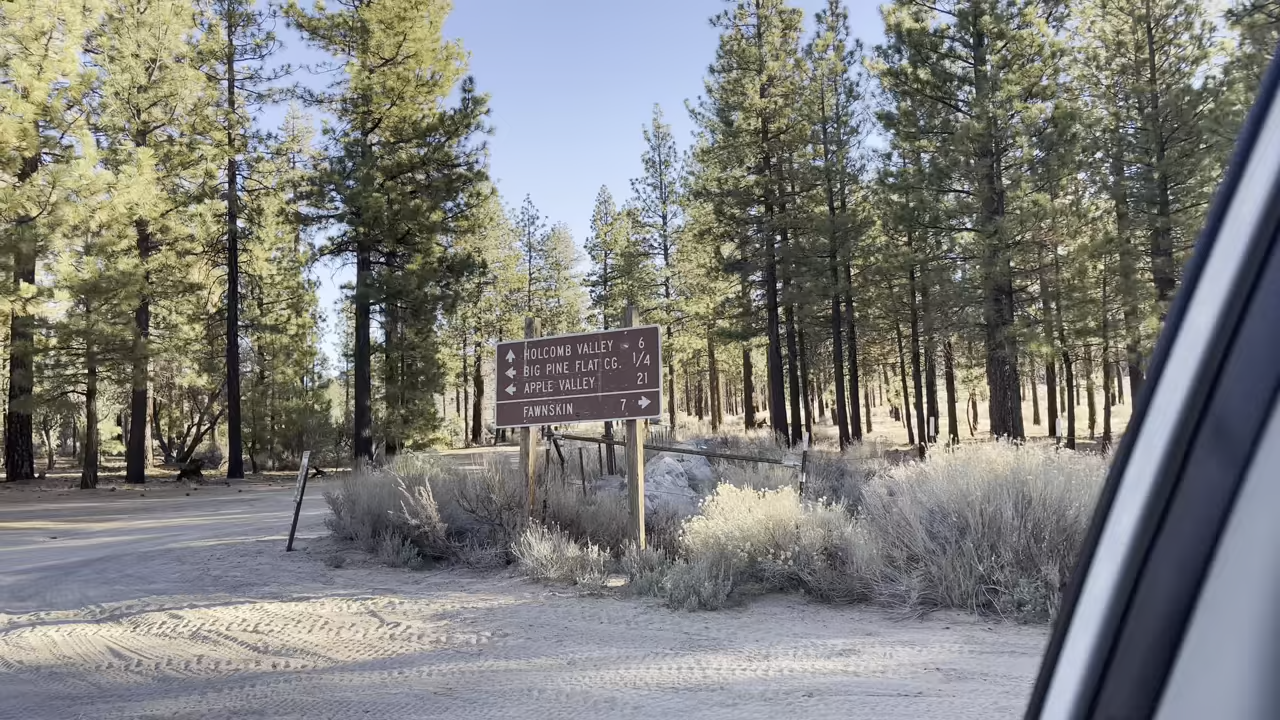 ↑ HOLCOMB VALLEY 6
← BIG PINE FLAT CG. 1/4
← APPLE VALLEY 21
FAWNSKIN 7 →